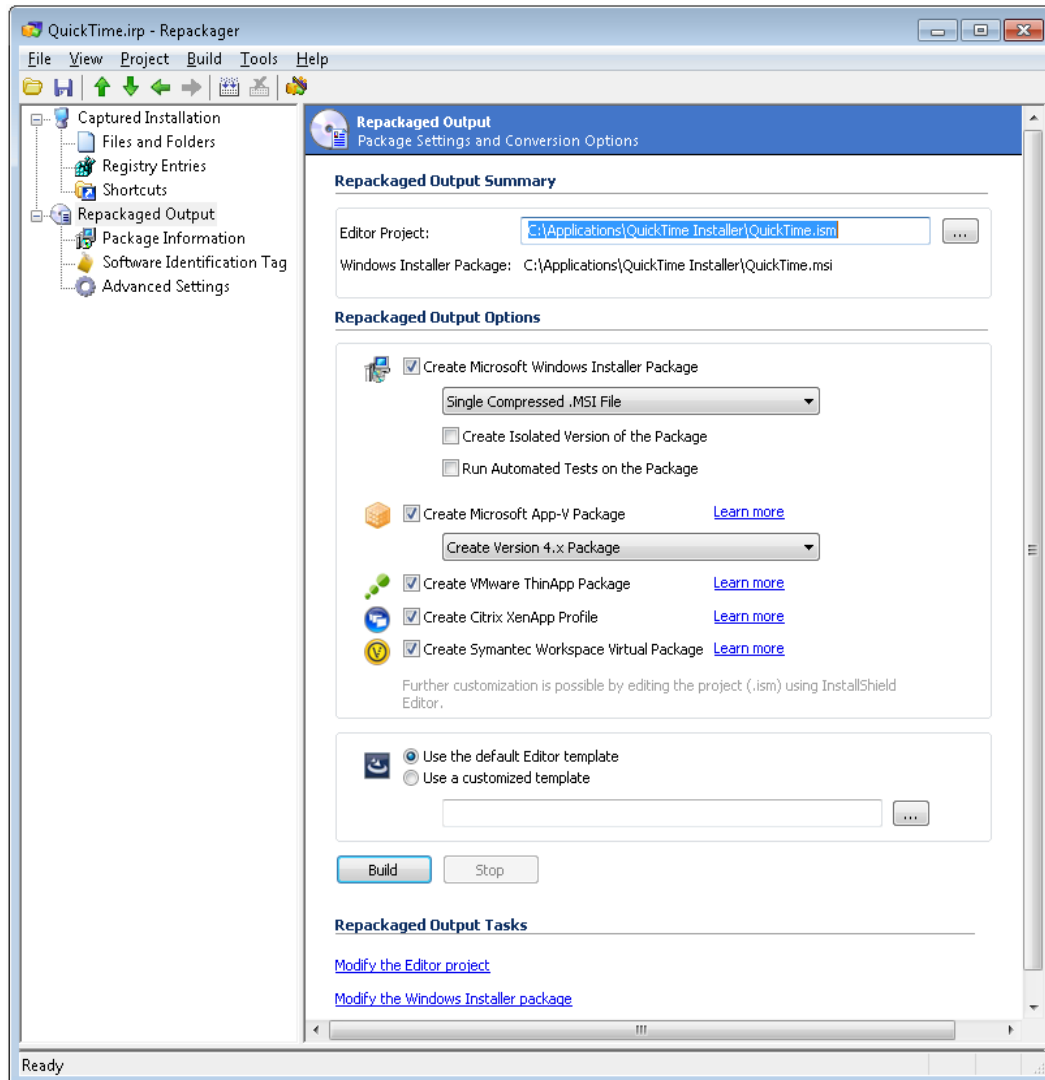 QuickTime.irp - Repackager
File View Project Build Tools Help
Captured Installation
Files and Folders
Registry Entries
Shortcuts
Repackaged Output
Package Information
Software Identification Tag
Advanced Settings
Repackaged Output
Package Settings and Conversion Options
Repackaged Output Summary
Editor Project: C:\Applications\QuickTime Installer\QuickTime.ism ...
Windows Installer Package: C:\Applications\QuickTime Installer\QuickTime.msi
Repackaged Output Options
Create Microsoft Windows Installer Package
Single Compressed .MSI File
Create Isolated Version of the Package
Run Automated Tests on the Package
Create Microsoft App-V Package Learn more
Create Version 4.x Package
Create VMware ThinApp Package Learn more
Create Citrix XenApp Profile Learn more
Create Symantec Workspace Virtual Package Learn more
Further customization is possible by editing the project (.ism) using InstallShield
Editor.
Use the default Editor template
Use a customized template
...
Build Stop
Repackaged Output Tasks
Modify the Editor project
Modify the Windows Installer package
Ready